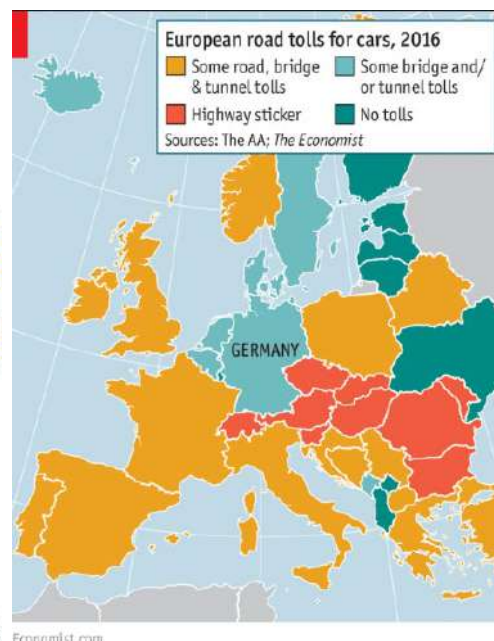 European road tolls for cars, 2016
Some road, bridge
& tunnel tolls
Some bridge and/
or tunnel tolls
Highway sticker
No tolls
Sources: The AA; The Economist
GERMANY
Economist.com